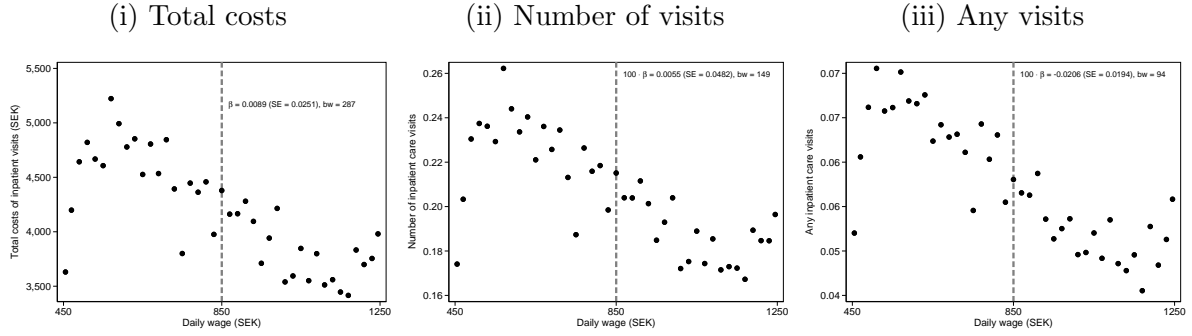 (i) Total costs
Total costs of inpatient visits (SEK)
5,500
5,000
4,500
4,000
3,500
β = 0.0089 (SE = 0.0251), bw = 287
450
850
1250
Daily wage (SEK)
(ii) Number of visits
Number of inpatient care visits
0.26
0.24
0.22
0.20
0.18
0.16
100 · β = 0.0055 (SE = 0.0482), bw = 149
450
850
1250
Daily wage (SEK)
(iii) Any visits
Any inpatient care visits
0.07
0.07
0.06
0.06
0.05
0.04
100 · β = -0.0206 (SE = 0.0194), bw = 94
450
850
1250
Daily wage (SEK)